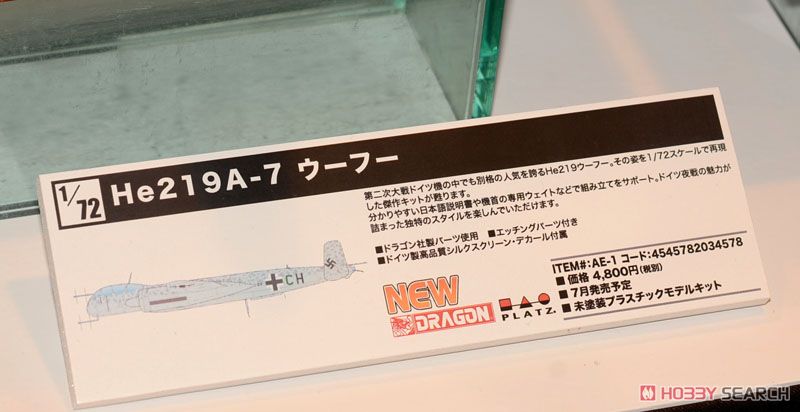 1/72 He219A-7 ウーフー
第二次大戦ドイツ機の中でも別格の人気を誇るHe219ウーフー。その姿を1/72スケールで再現
した傑作キットが甦ります。
分かりやすい日本語説明書や機首の専用ウェイトなどで組み立てをサポート。ドイツ夜戦の魅力が
詰まった独特のスタイルを楽しんでいただけます。
■ドラゴン社製パーツ使用 ■エッチングパーツ付き
■ドイツ製高品質シルクスクリーン・デカール付属
CH
NEW
DRAGON
PLATZ.
ITEM#: AE-1 コード:4545782034578
■価格 4,800円(税別)
■7月発売予定
■未塗装プラスチックモデルキット
HOBBY SEARCH